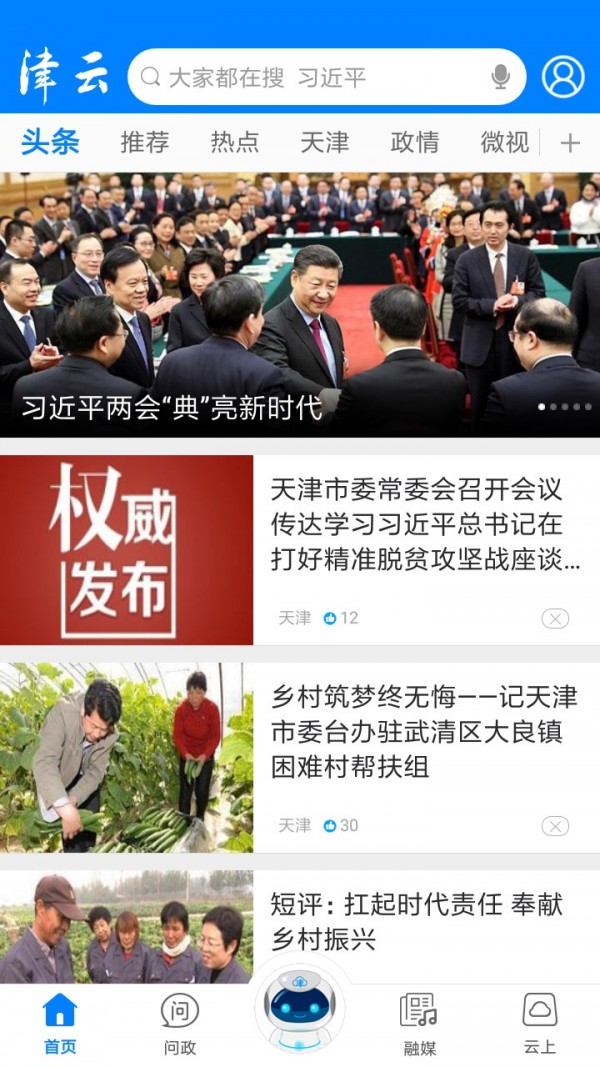 津云
大家都在搜 习近平
头条 推荐 热点 天津 政情 微视
习近平两会“典”亮新时代
权威
发布
天津市委常委会召开会议
传达学习习近平总书记在
打好精准脱贫攻坚战座谈...
天津 12
乡村筑梦终无悔——记天津
市委台办驻武清区大良镇
困难村帮扶组
天津 30
短评：扛起时代责任 奉献
乡村振兴
问
首页 问政 融媒 云上